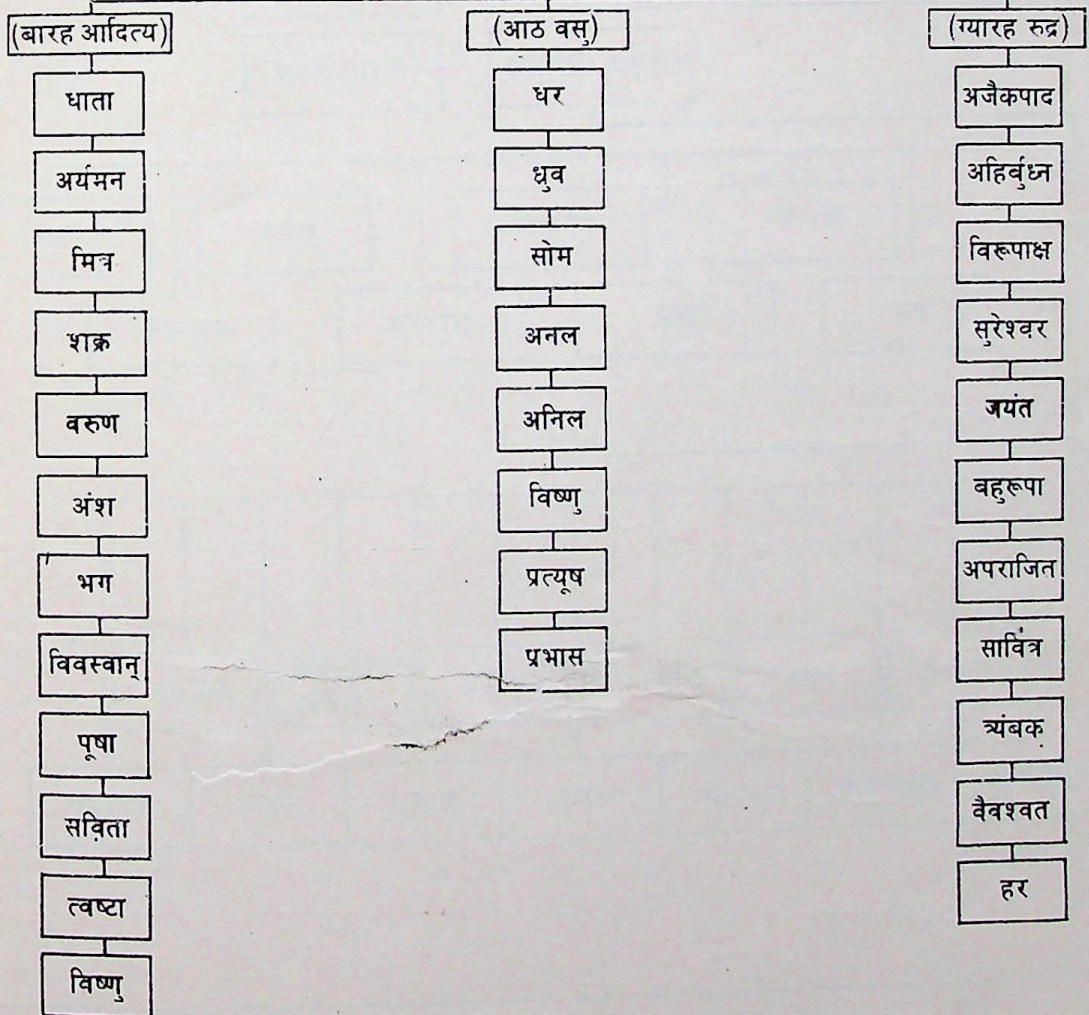 (बारह आदित्य)
धाता
अर्यमन
मित्र
शक्र
वरुण
अंश
भग
विवस्वान्
पूषा
सविता
त्वष्टा
विष्णु
(आठ वसु)
धर
ध्रुव
सोम
अनल
अनिल
विष्णु
प्रत्यूष
प्रभास
(ग्यारह रुद्र)
अजैकपाद
अहिर्बुध्न
विरूपाक्ष
सुरेश्वर
जयंत
बहुरूपा
अपराजित
सावित्र
त्र्यंबक
वैवश्वत
हर